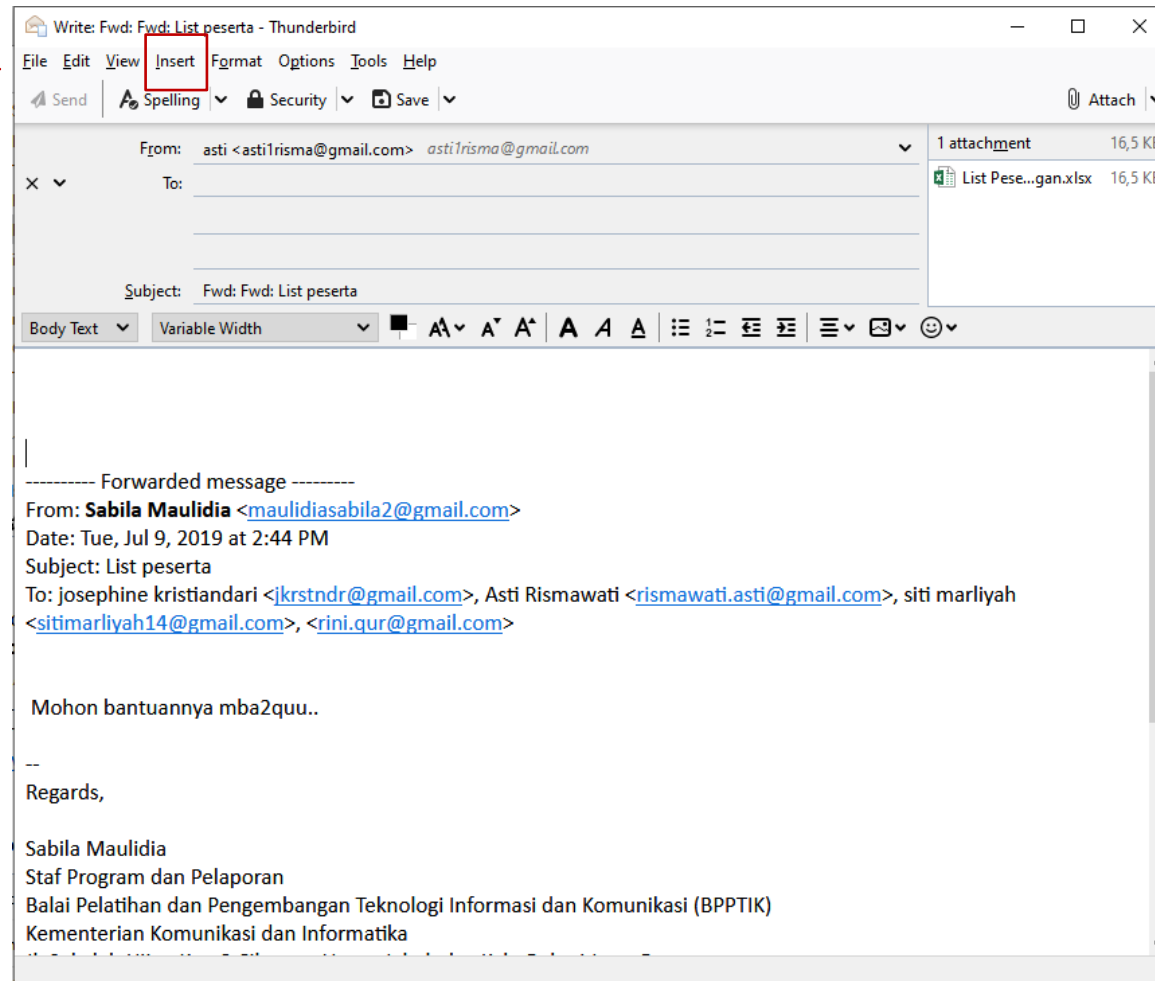 Write: Fwd: Fwd: List peserta - Thunderbird
File Edit View Insert Format Options Tools Help
Send Spelling Security Save Attach
From: asti <asti1risma@gmail.com> asti1risma@gmail.com
1 attachment 16,5 KB
To:
List Pese...gan.xlsx 16,5 KB
Subject: Fwd: Fwd: List peserta
Body Text Variable Width
---------- Forwarded message ---------
From: Sabila Maulidia <maulidiasabila2@gmail.com>
Date: Tue, Jul 9, 2019 at 2:44 PM
Subject: List peserta
To: josephine kristiandari <jkrstndr@gmail.com>, Asti Rismawati <rismawati.asti@gmail.com>, siti marliyah
<sitimarliyah14@gmail.com>, <rini.qur@gmail.com>
Mohon bantuannya mba2quu..
--
Regards,
Sabila Maulidia
Staf Program dan Pelaporan
Balai Pelatihan dan Pengembangan Teknologi Informasi dan Komunikasi (BPPTIK)
Kementerian Komunikasi dan Informatika